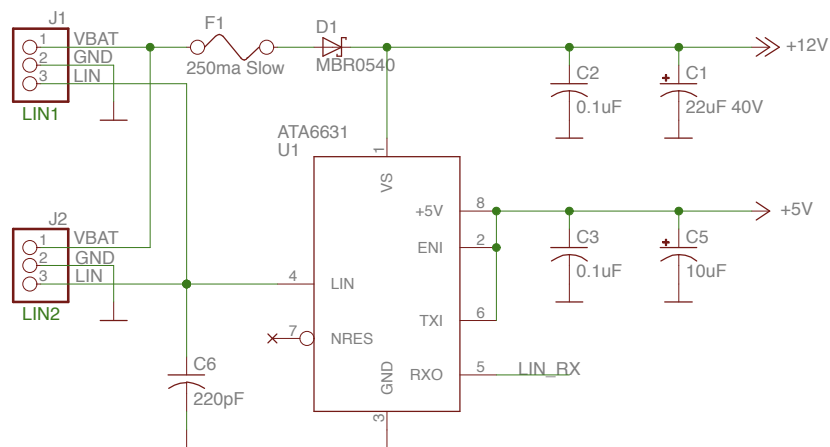 J1
1 VBAT
2 GND
3 LIN
LIN1
F1
250ma Slow
D1
MBR0540
C2
0.1uF
C1
22uF 40V
+12V
ATA6631
U1
1
VS
+5V 8
ENI 2
TXI 6
RXO 5 LIN_RX
4 LIN
7 NRES
GND
3
J2
1 VBAT
2 GND
3 LIN
LIN2
C3
0.1uF
C5
10uF
+5V
C6
220pF